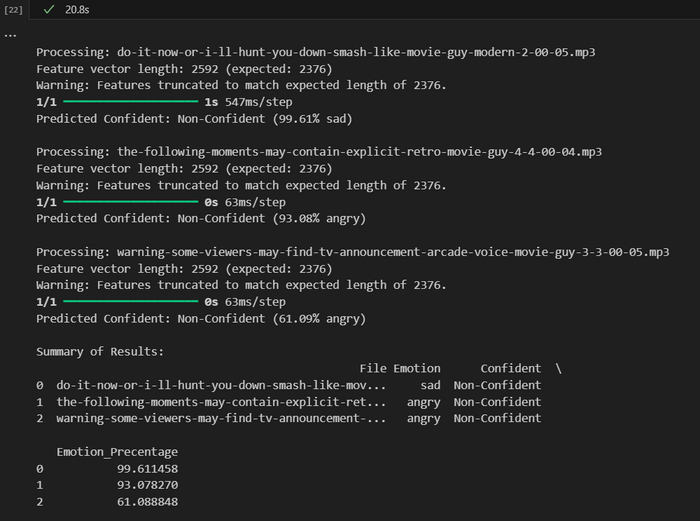 [22]
20.8s
...
Processing: do-it-now-or-i-ll-hunt-you-down-smash-like-movie-guy-modern-2-00-05.mp3
Feature vector length: 2592 (expected: 2376)
Warning: Features truncated to match expected length of 2376.
1/1 1s 547ms/step
Predicted Confident: Non-Confident (99.61% sad)
Processing: the-following-moments-may-contain-explicit-retro-movie-guy-4-4-00-04.mp3
Feature vector length: 2592 (expected: 2376)
Warning: Features truncated to match expected length of 2376.
1/1 0s 63ms/step
Predicted Confident: Non-Confident (93.08% angry)
Processing: warning-some-viewers-may-find-tv-announcement-arcade-voice-movie-guy-3-3-00-05.mp3
Feature vector length: 2592 (expected: 2376)
Warning: Features truncated to match expected length of 2376.
1/1 0s 63ms/step
Predicted Confident: Non-Confident (61.09% angry)
Summary of Results:
File Emotion Confident \
0 do-it-now-or-i-ll-hunt-you-down-smash-like-mov... sad Non-Confident
1 the-following-moments-may-contain-explicit-ret... angry Non-Confident
2 warning-some-viewers-may-find-tv-announcement-... angry Non-Confident
Emotion_Precentage
0 99.611458
1 93.078270
2 61.088848